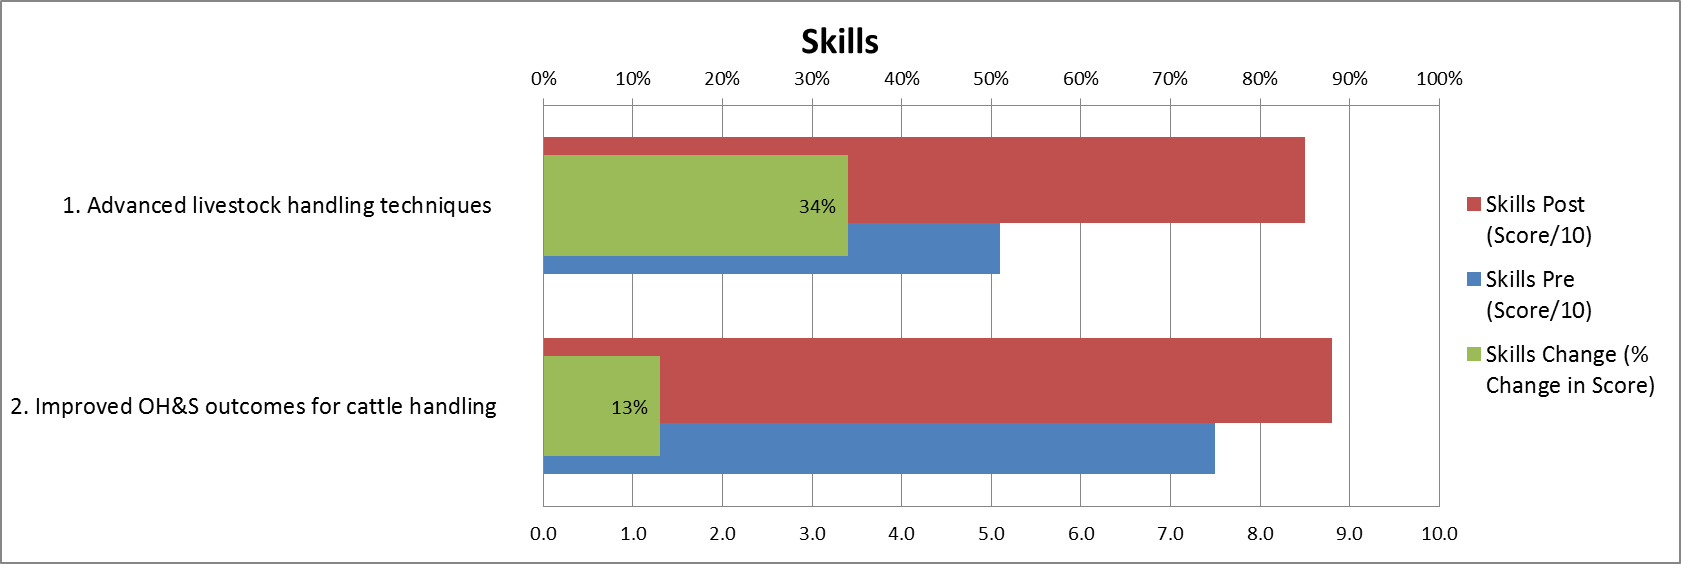 Skills
0% 10% 20% 30% 40% 50% 60% 70% 80% 90% 100%
1. Advanced livestock handling techniques
34%
2. Improved OH&S outcomes for cattle handling
13%
0.0 1.0 2.0 3.0 4.0 5.0 6.0 7.0 8.0 9.0 10.0
Skills Post
(Score/10)
Skills Pre
(Score/10)
Skills Change (%
Change in Score)